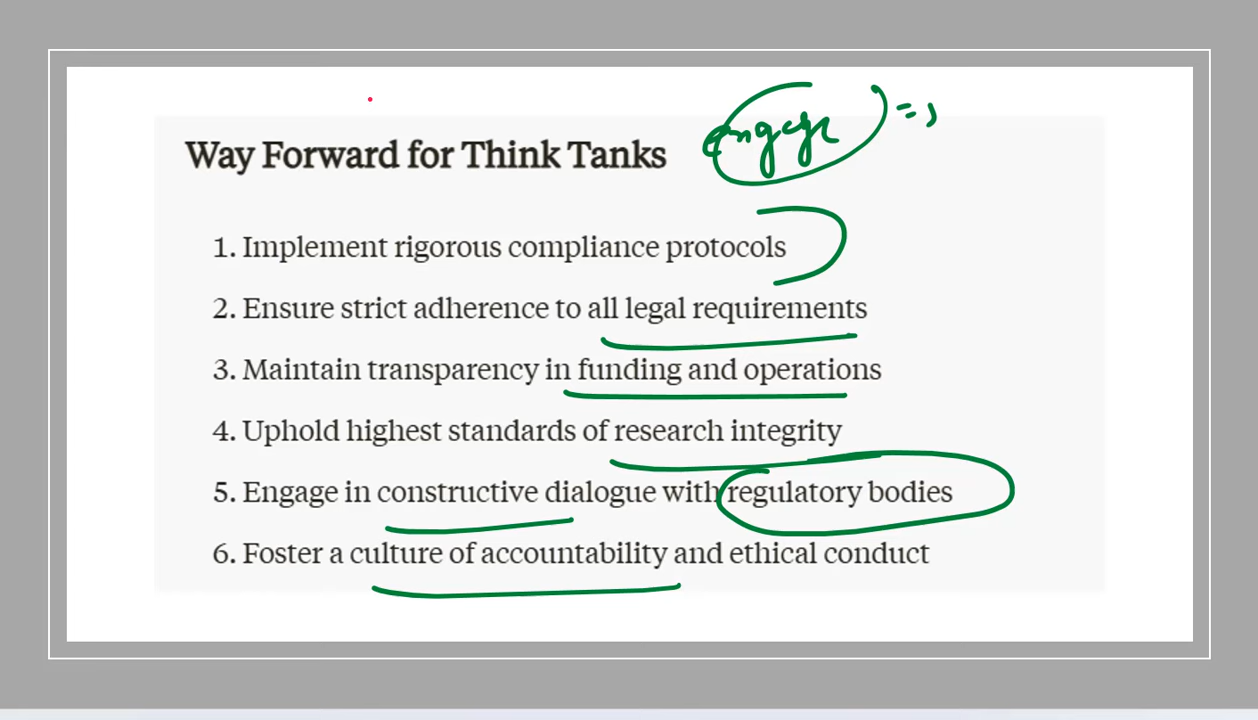 engage
Way Forward for Think Tanks
1. Implement rigorous compliance protocols
2. Ensure strict adherence to all legal requirements
3. Maintain transparency in funding and operations
4. Uphold highest standards of research integrity
5. Engage in constructive dialogue with regulatory bodies
6. Foster a culture of accountability and ethical conduct